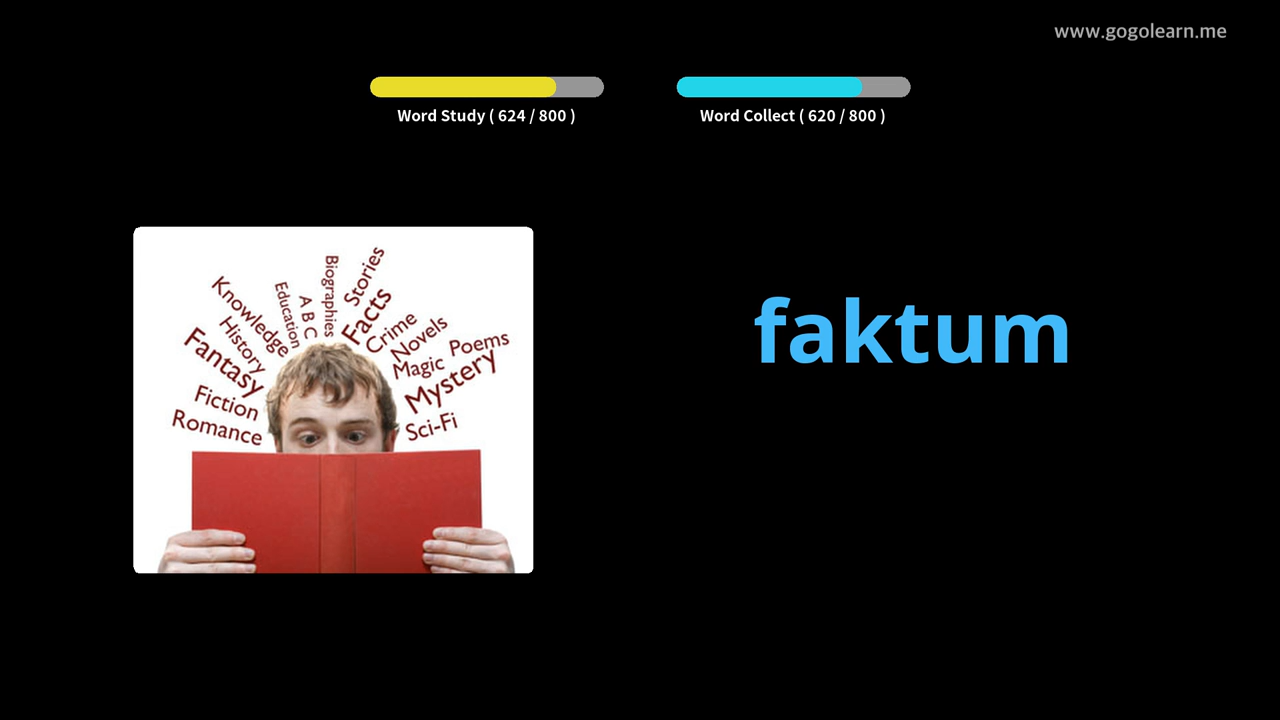 www.gogolearn.me
Word Study ( 624 / 800 )
Word Collect ( 620 / 800 )
faktum
Romance
Fiction
Fantasy
History
Knowledge
Education
A B C
Biographies
Stories
Facts
Crime
Novels
Magic
Poems
Mystery
Sci-Fi